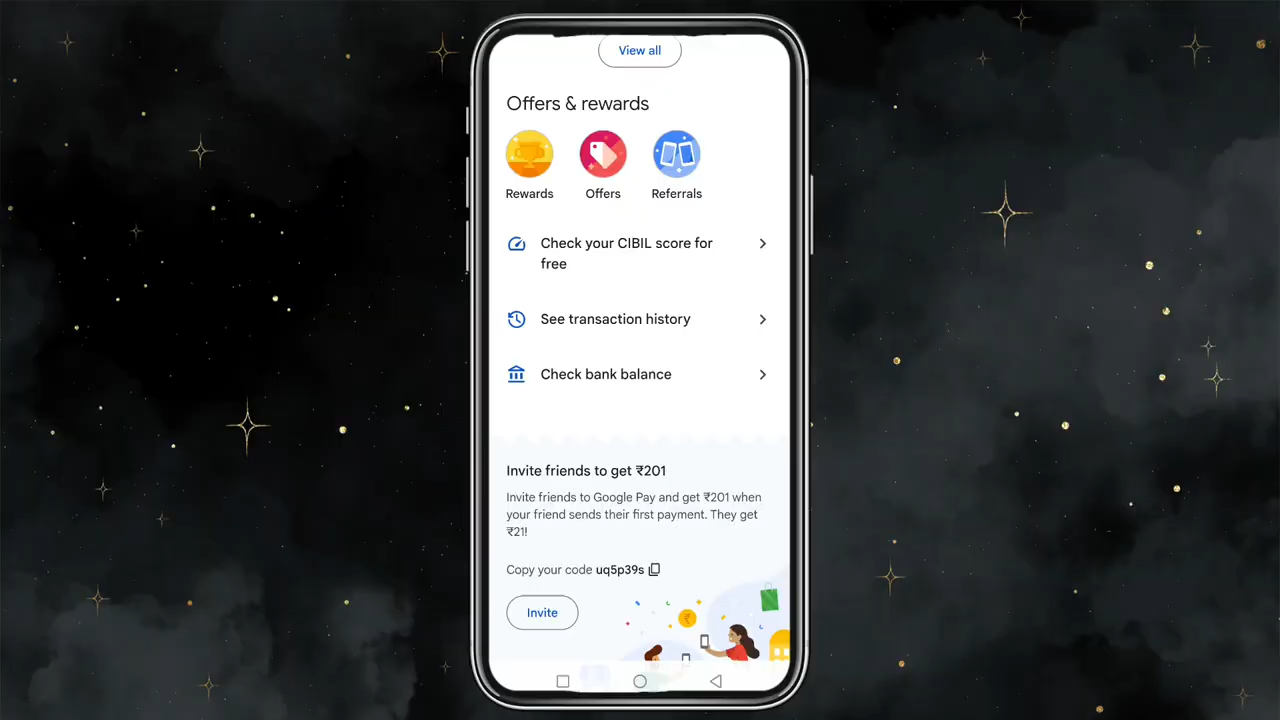 View all
Offers & rewards
Rewards
Offers
Referrals
Check your CIBIL score for
free
See transaction history
Check bank balance
Invite friends to get ₹201
Invite friends to Google Pay and get ₹201 when
your friend sends their first payment. They get
₹21!
Copy your code uq5p39s
Invite